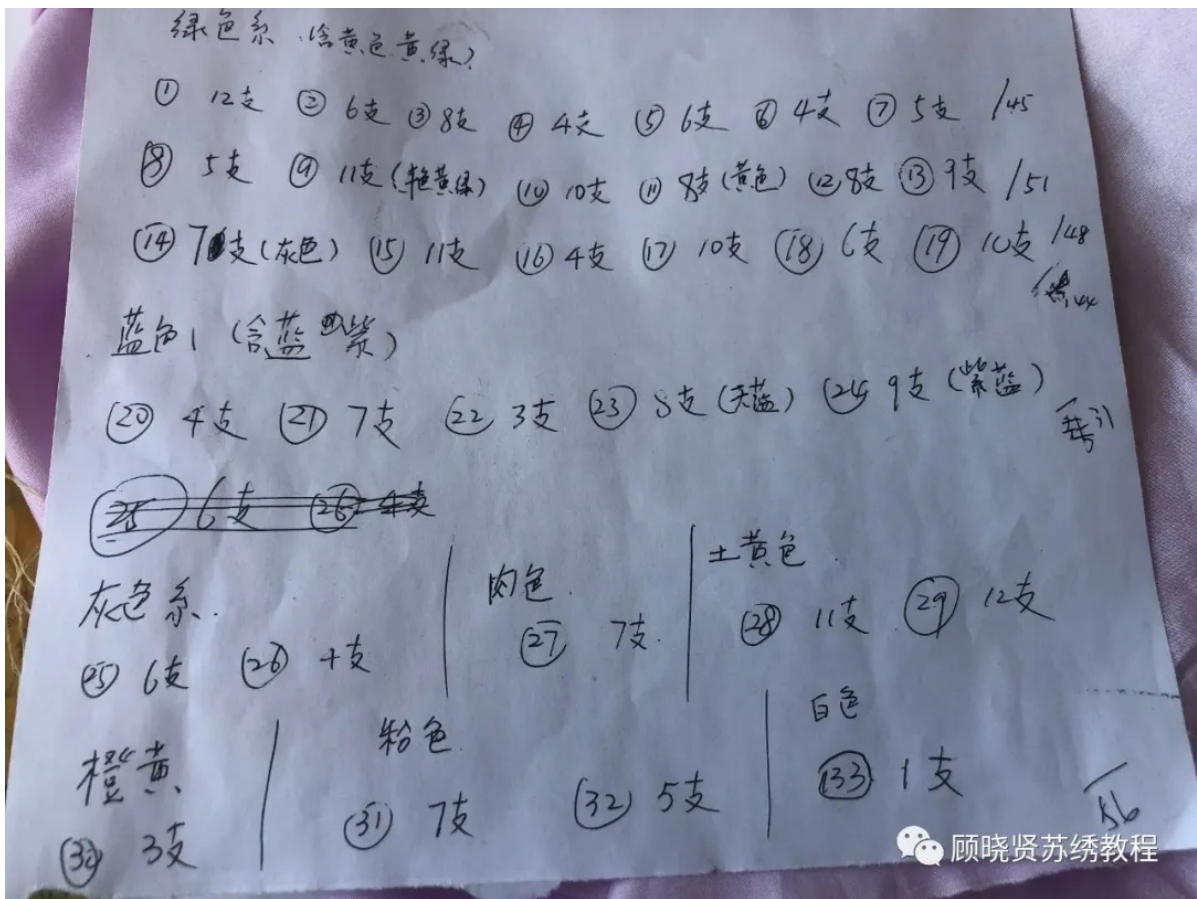 绿色系（含黄色黄绿）
① 12支 ② 6支 ③ 8支 ④ 4支 ⑤ 6支 ⑥ 4支 ⑦ 5支 /45
⑧ 5支 ⑨ 11支(艳黄绿) ⑩ 10支 ⑪ 8支(黄色) ⑫ 8支 ⑬ 9支 /51
⑭ 7支(灰色) ⑮ 11支 ⑯ 4支 ⑰ 10支 ⑱ 6支 ⑲ 10支 /48
蓝色1（含蓝紫）
⑳ 4支 ㉑ 7支 ㉒ 3支 ㉓ 8支(天蓝) ㉔ 9支(紫蓝)
31
㉕ 6支 ㉖ 4支
灰色系.
㉕ 6支 ㉖ 4支
肉色.
㉗ 7支.
土黄色.
㉘ 11支 ㉙ 12支
橙黄
㉚ 3支
粉色.
㉛ 7支 ㉜ 5支
白色
㉝ 1支
56
顾晓贤苏绣教程